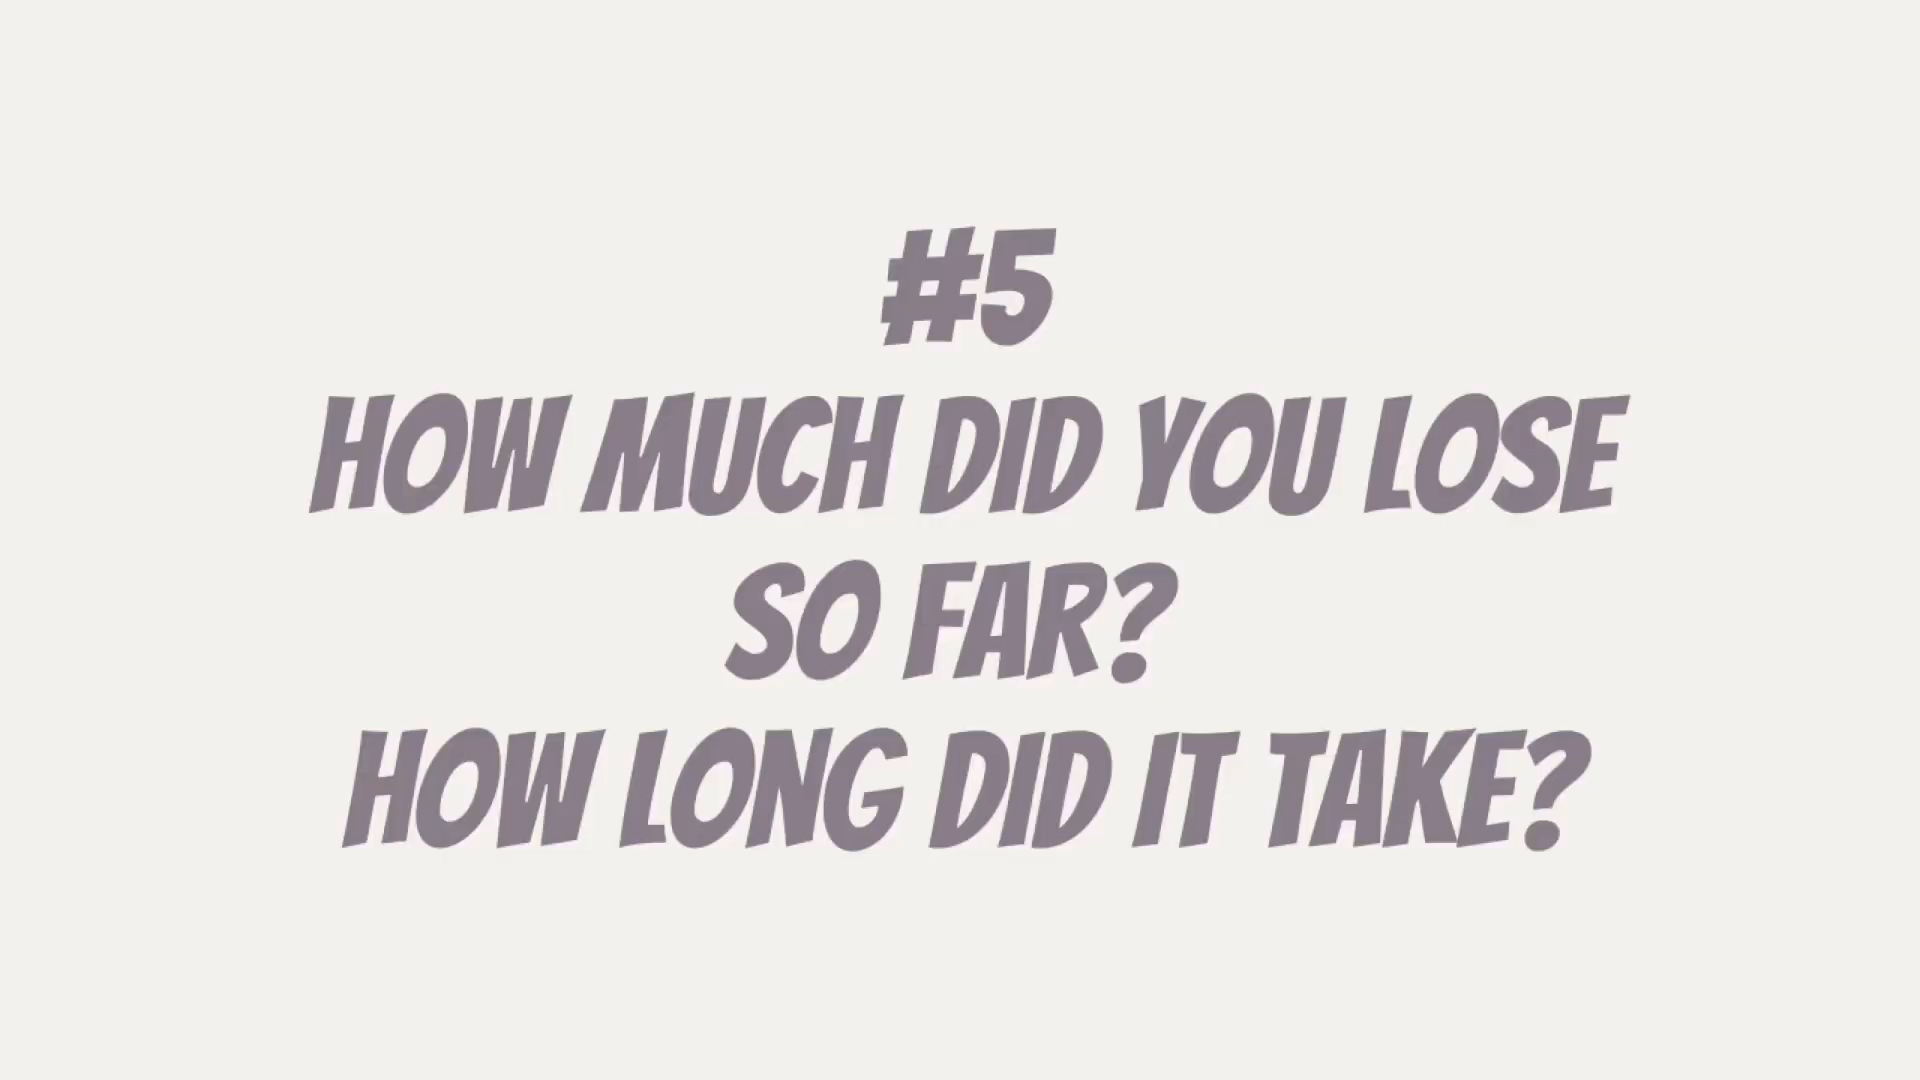 #5
HOW MUCH DID YOU LOSE
SO FAR?
HOW LONG DID IT TAKE?